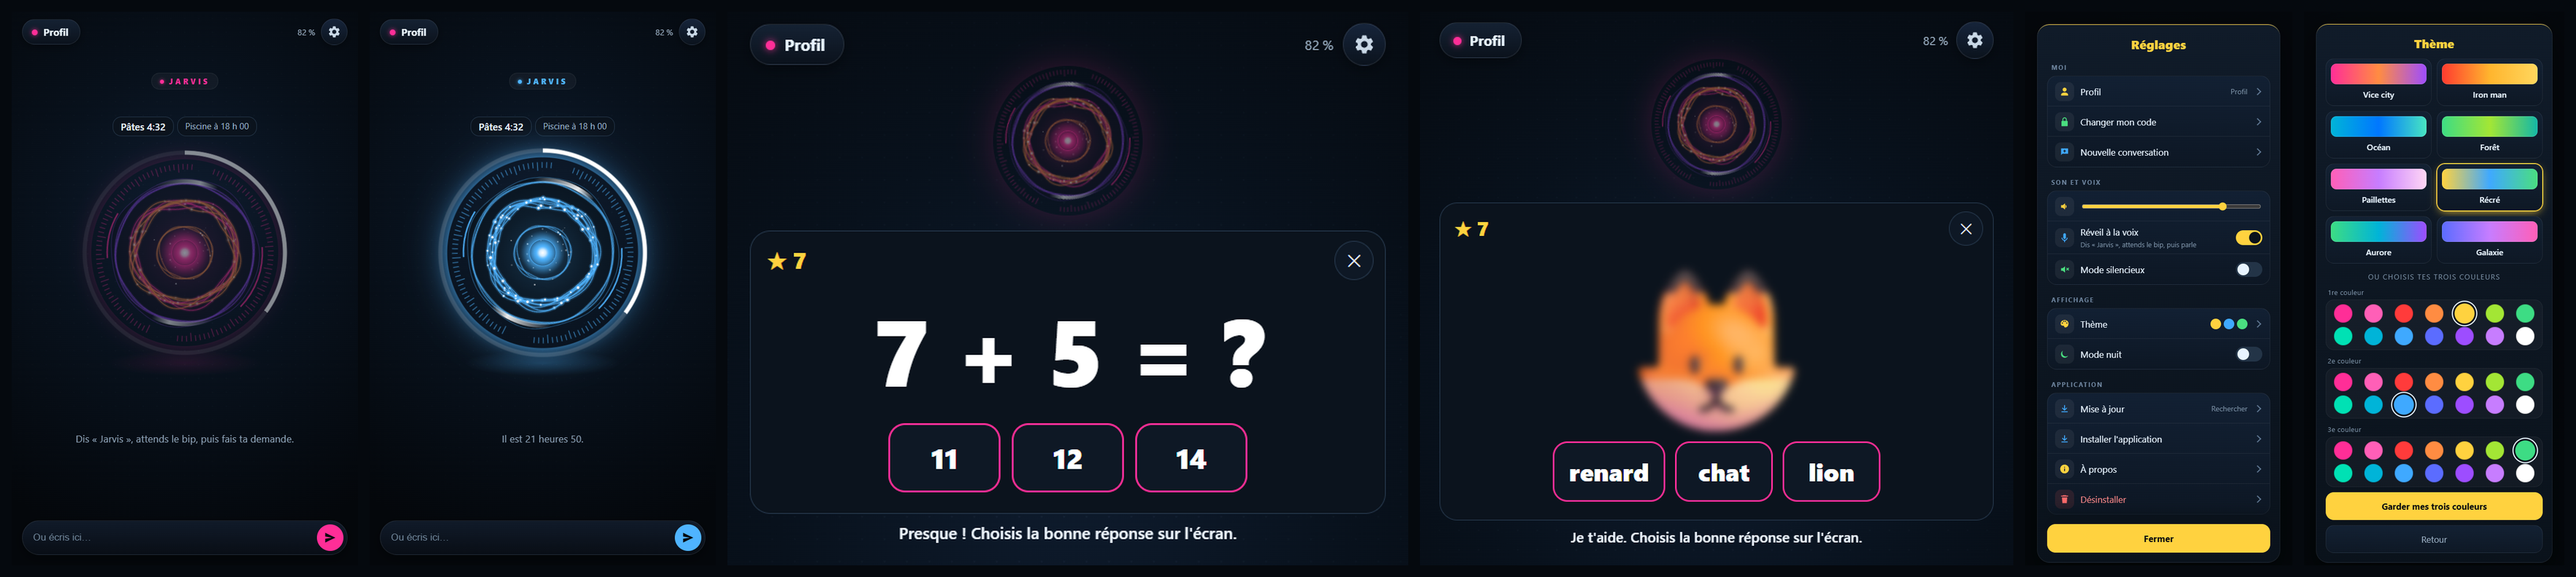 Profil
82 %
JARVIS
Pâtes 4:32
Piscine à 18 h 00
Dis « Jarvis », attends le bip, puis fais ta demande.
Ou écris ici...
Profil
82 %
JARVIS
Pâtes 4:32
Piscine à 18 h 00
Il est 21 heures 50.
Ou écris ici...
Profil
82 %
7
7 + 5 = ?
11
12
14
Presque ! Choisis la bonne réponse sur l'écran.
Profil
82 %
7
renard
chat
lion
Je t'aide. Choisis la bonne réponse sur l'écran.
Réglages
MOI
Profil
Profil
Changer mon code
Nouvelle conversation
SON ET VOIX
Réveil à la voix
Dis « Jarvis », attends le bip, puis parle
Mode silencieux
AFFICHAGE
Thème
Mode nuit
APPLICATION
Mise à jour
Rechercher
Installer l'application
À propos
Désinstaller
Fermer
Thème
Vice city
Iron man
Océan
Forêt
Paillettes
Récré
Aurore
Galaxie
OU CHOISIS TES TROIS COULEURS
1re couleur
2e couleur
3e couleur
Garder mes trois couleurs
Retour